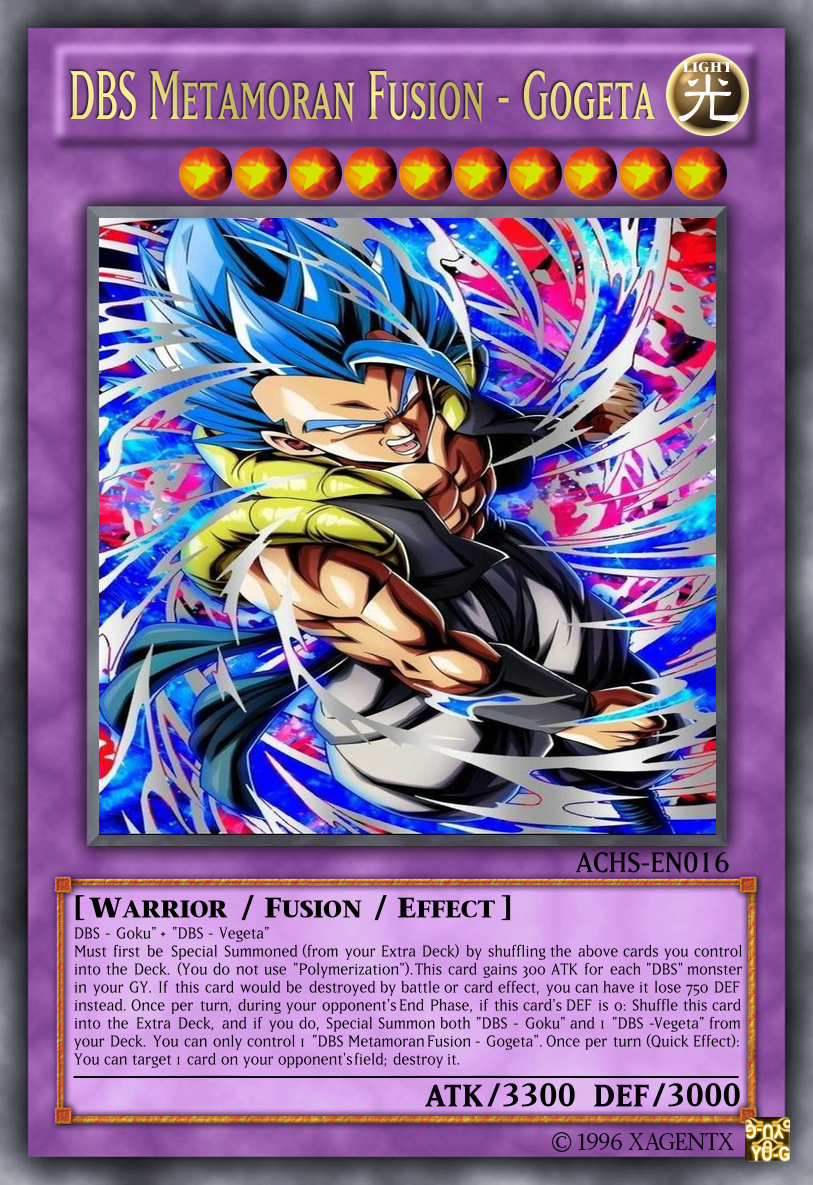 DBS Metamoran Fusion - Gogeta
LIGHT
光
ACHS-EN016
[ Warrior / Fusion / Effect ]
DBS - Goku" + "DBS - Vegeta"
Must first be Special Summoned (from your Extra Deck) by shuffling the above cards you control
into the Deck. (You do not use "Polymerization"). This card gains 300 ATK for each "DBS" monster
in your GY. If this card would be destroyed by battle or card effect, you can have it lose 750 DEF
instead. Once per turn, during your opponent's End Phase, if this card's DEF is 0: Shuffle this card
into the Extra Deck, and if you do, Special Summon both "DBS - Goku" and 1 "DBS -Vegeta" from
your Deck. You can only control 1 "DBS Metamoran Fusion - Gogeta". Once per turn (Quick Effect):
You can target 1 card on your opponent's field; destroy it.
ATK/3300 DEF/3000
© 1996 XAGENTX